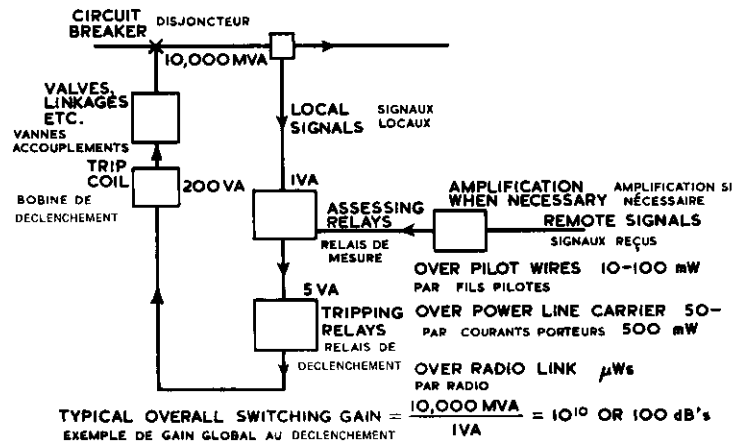 CIRCUIT BREAKER DISJONCTEUR
10,000 MVA
VALVES, LINKAGES ETC.
VANNES ACCOUPLEMENTS
TRIP COIL
200 VA
BOBINE DE DECLENCHEMENT
LOCAL SIGNALS
SIGNAUX LOCAUX
1VA
ASSESSING RELAYS
RELAIS DE MESURE
AMPLIFICATION WHEN NECESSARY
AMPLIFICATION SI NÉCESSAIRE
REMOTE SIGNALS
SIGNAUX REÇUS
OVER PILOT WIRES 10-100 mW
PAR FILS PILOTES
5 VA
TRIPPING RELAYS
RELAIS DE DECLENCHEMENT
OVER POWER LINE CARRIER 50-
PAR COURANTS PORTEURS 500 mW
OVER RADIO LINK μWs
PAR RADIO
TYPICAL OVERALL SWITCHING GAIN = 10,000 MVA / 1VA = 10¹⁰ OR 100 dB's
EXEMPLE DE GAIN GLOBAL AU DECLENCHEMENT